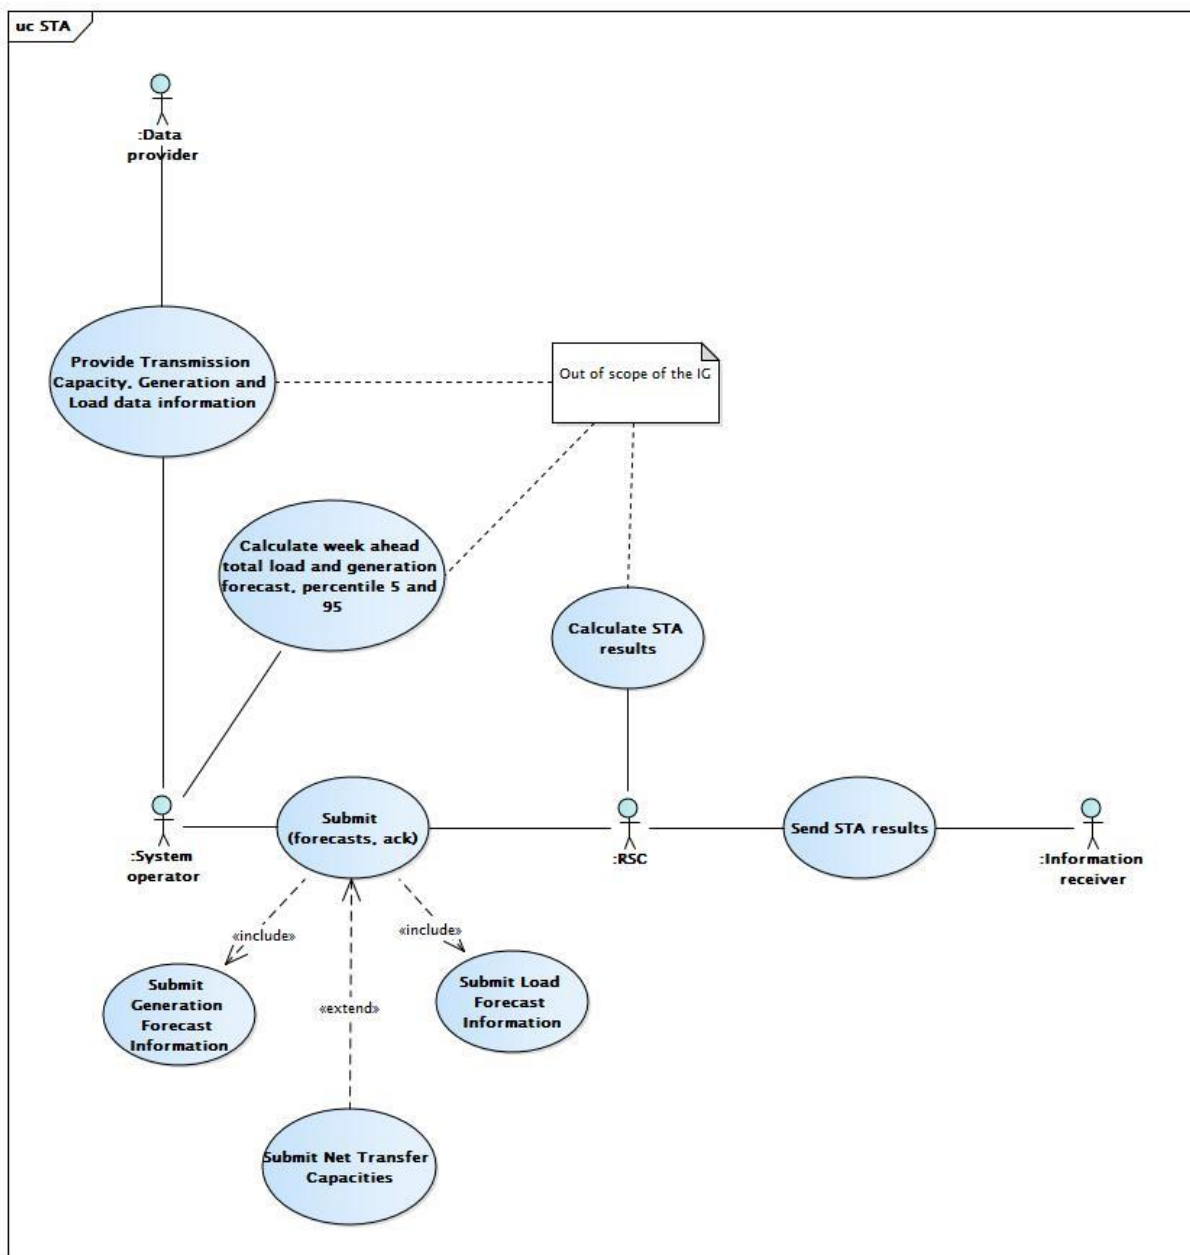 uc STA
:Data
provider
Provide Transmission
Capacity, Generation and
Load data information
Out of scope of the IG
Calculate week ahead
total load and generation
forecast, percentile 5 and
95
Calculate STA
results
Submit
(forecasts, ack)
Send STA results
:System
operator
:RSC
:Information
receiver
«include»
«include»
«extend»
Submit
Generation
Forecast
Information
Submit Load
Forecast
Information
Submit Net Transfer
Capacities